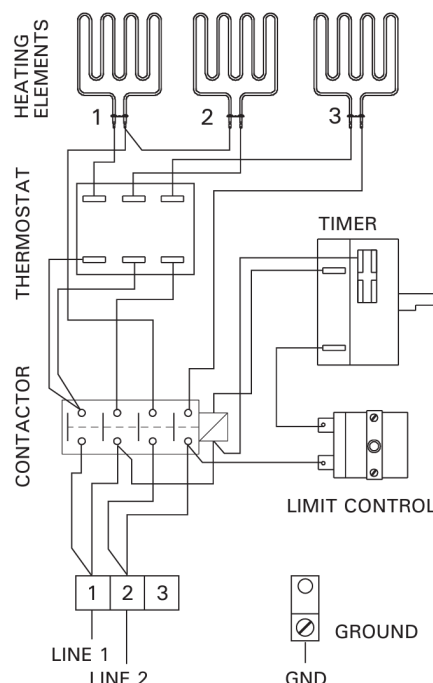 HEATING
ELEMENTS
1
2
3
THERMOSTAT
TIMER
CONTACTOR
LIMIT CONTROL
1 2 3
GROUND
LINE 1
LINE 2
GND